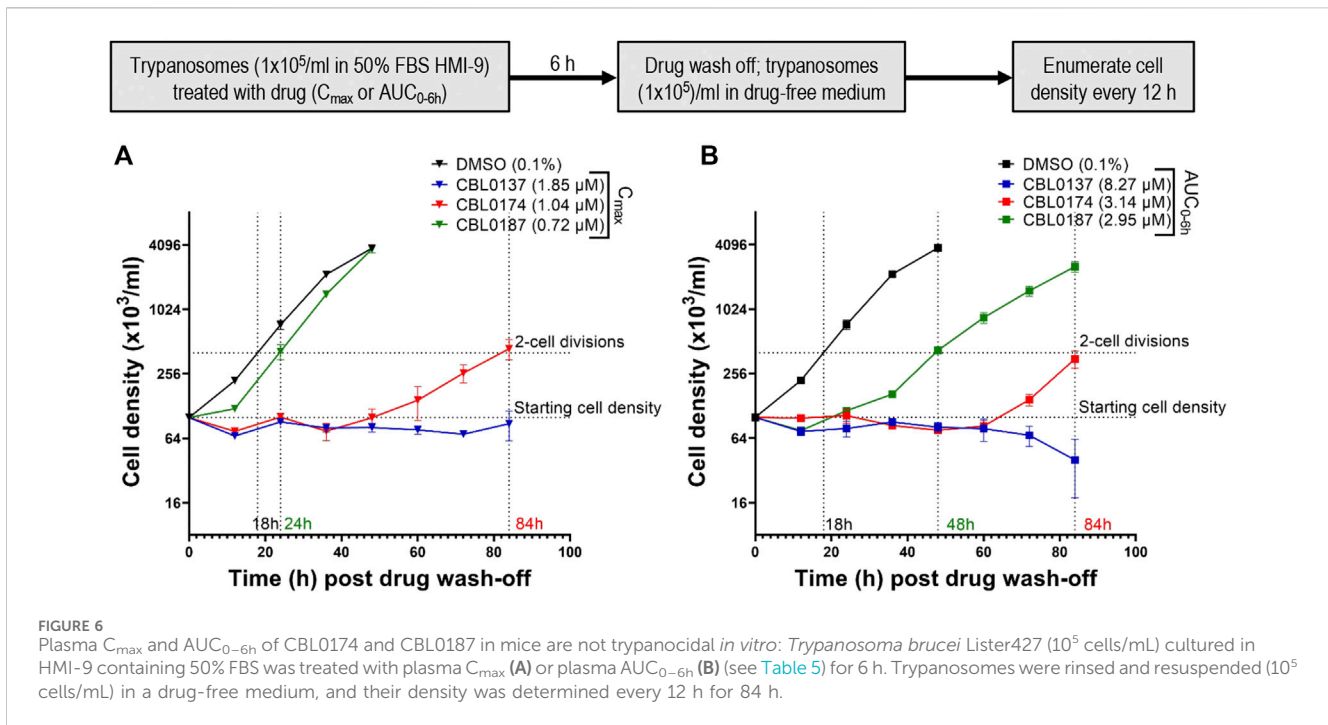 Trypanosomes (1x10⁵/ml in 50% FBS HMI-9)
treated with drug (Cmax or AUC0-6h)
6 h
Drug wash off; trypanosomes
(1x10⁵)/ml in drug-free medium
Enumerate cell
density every 12 h
A
DMSO (0.1%)
CBL0137 (1.85 µM)
CBL0174 (1.04 µM)
CBL0187 (0.72 µM)
Cmax
Cell density (x10³/ml)
4096
1024
256
64
16
2-cell divisions
Starting cell density
18h
24h
84h
0
20
40
60
80
100
Time (h) post drug wash-off
B
DMSO (0.1%)
CBL0137 (8.27 µM)
CBL0174 (3.14 µM)
CBL0187 (2.95 µM)
AUC0-6h
Cell density (x10³/ml)
4096
1024
256
64
16
2-cell divisions
Starting cell density
18h
48h
84h
0
20
40
60
80
100
Time (h) post drug wash-off
FIGURE 6
Plasma Cmax and AUC0–6h of CBL0174 and CBL0187 in mice are not trypanocidal in vitro: Trypanosoma brucei Lister427 (10⁵ cells/mL) cultured in
HMI-9 containing 50% FBS was treated with plasma Cmax (A) or plasma AUC0–6h (B) (see Table 5) for 6 h. Trypanosomes were rinsed and resuspended (10⁵
cells/mL) in a drug-free medium, and their density was determined every 12 h for 84 h.